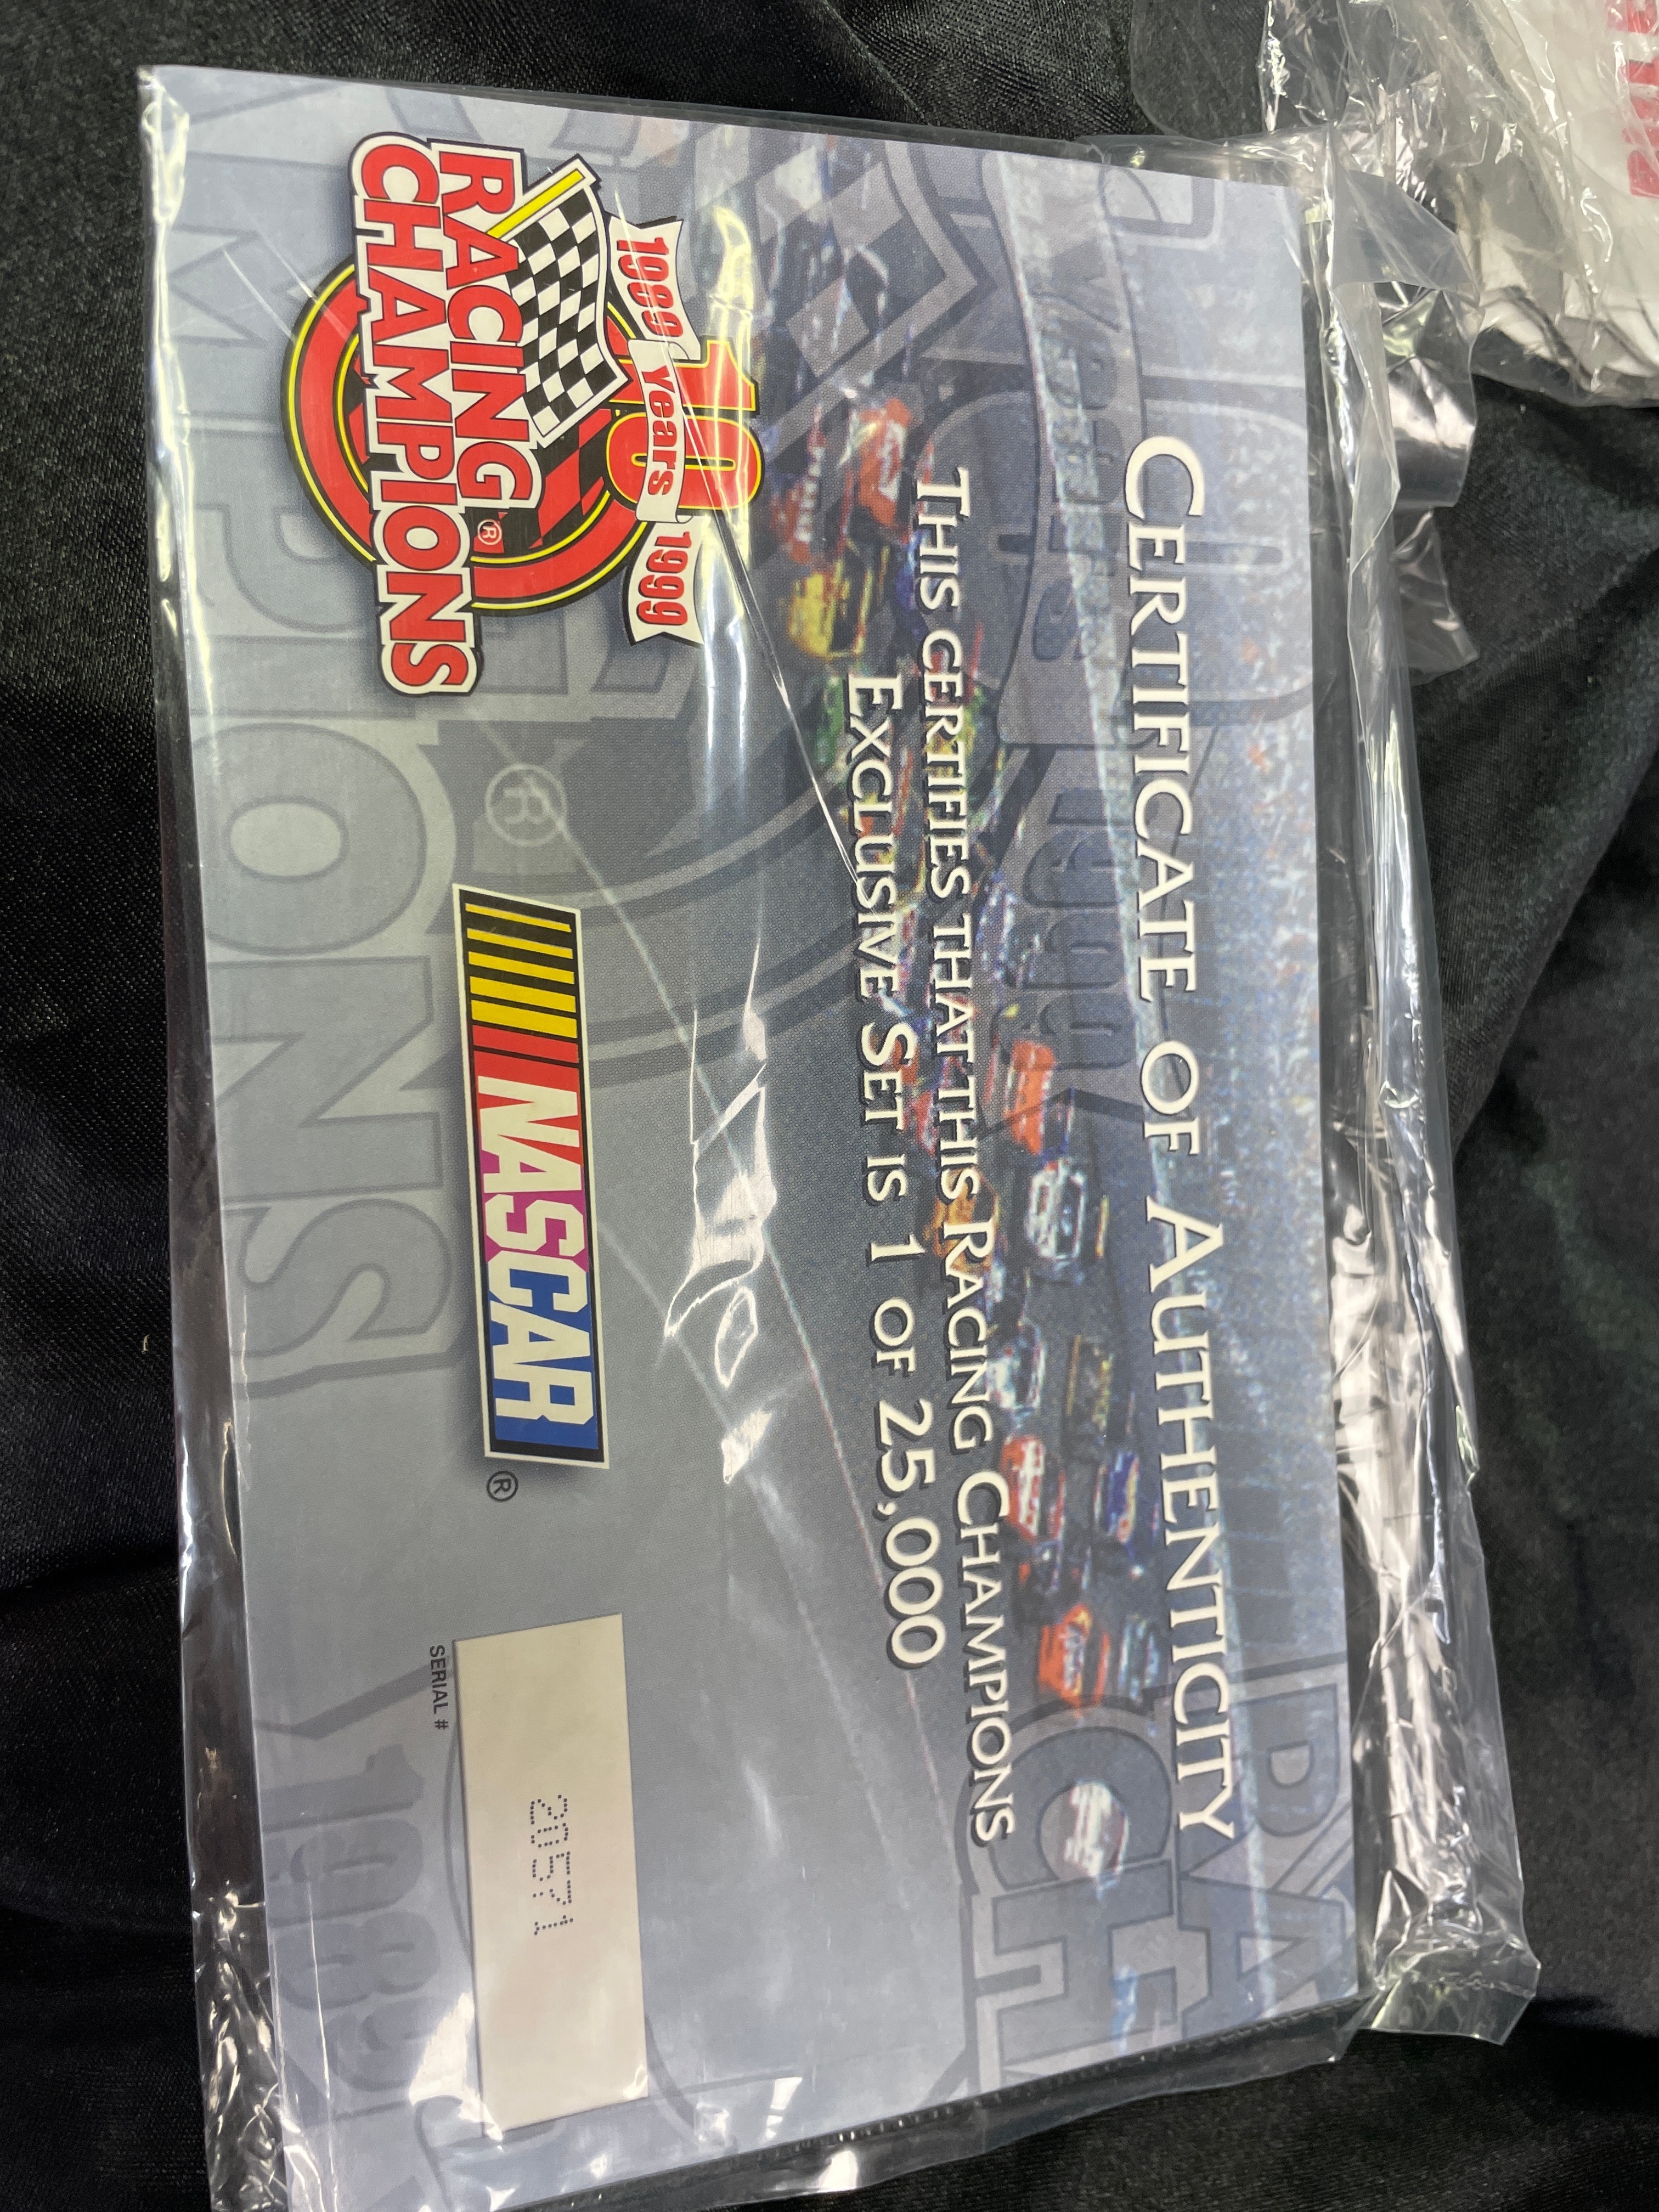 CERTIFICATE OF AUTHENTICITY
THIS CERTIFIES THAT THIS RACING CHAMPIONS
EXCLUSIVE SET IS 1 OF 25,000
10
1989 Years 1999
RACING
CHAMPIONS®
NASCAR®
20571
SERIAL #